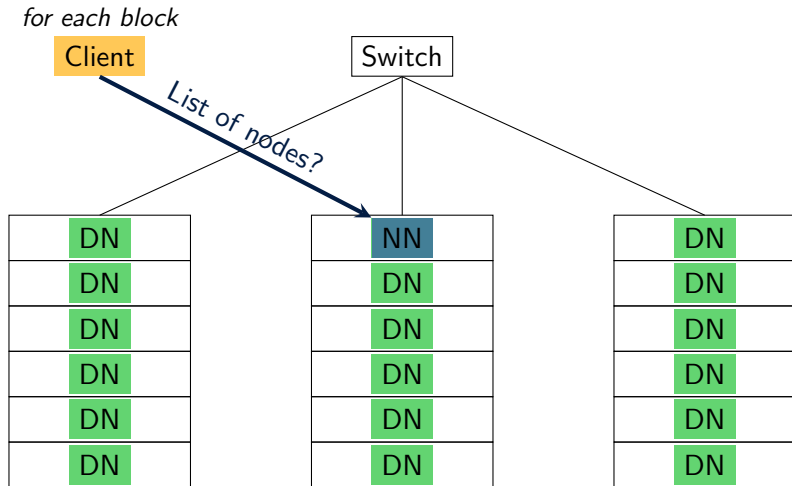 for each block
Client
Switch
List of nodes?
DN NN DN
DN DN DN
DN DN DN
DN DN DN
DN DN DN
DN DN DN